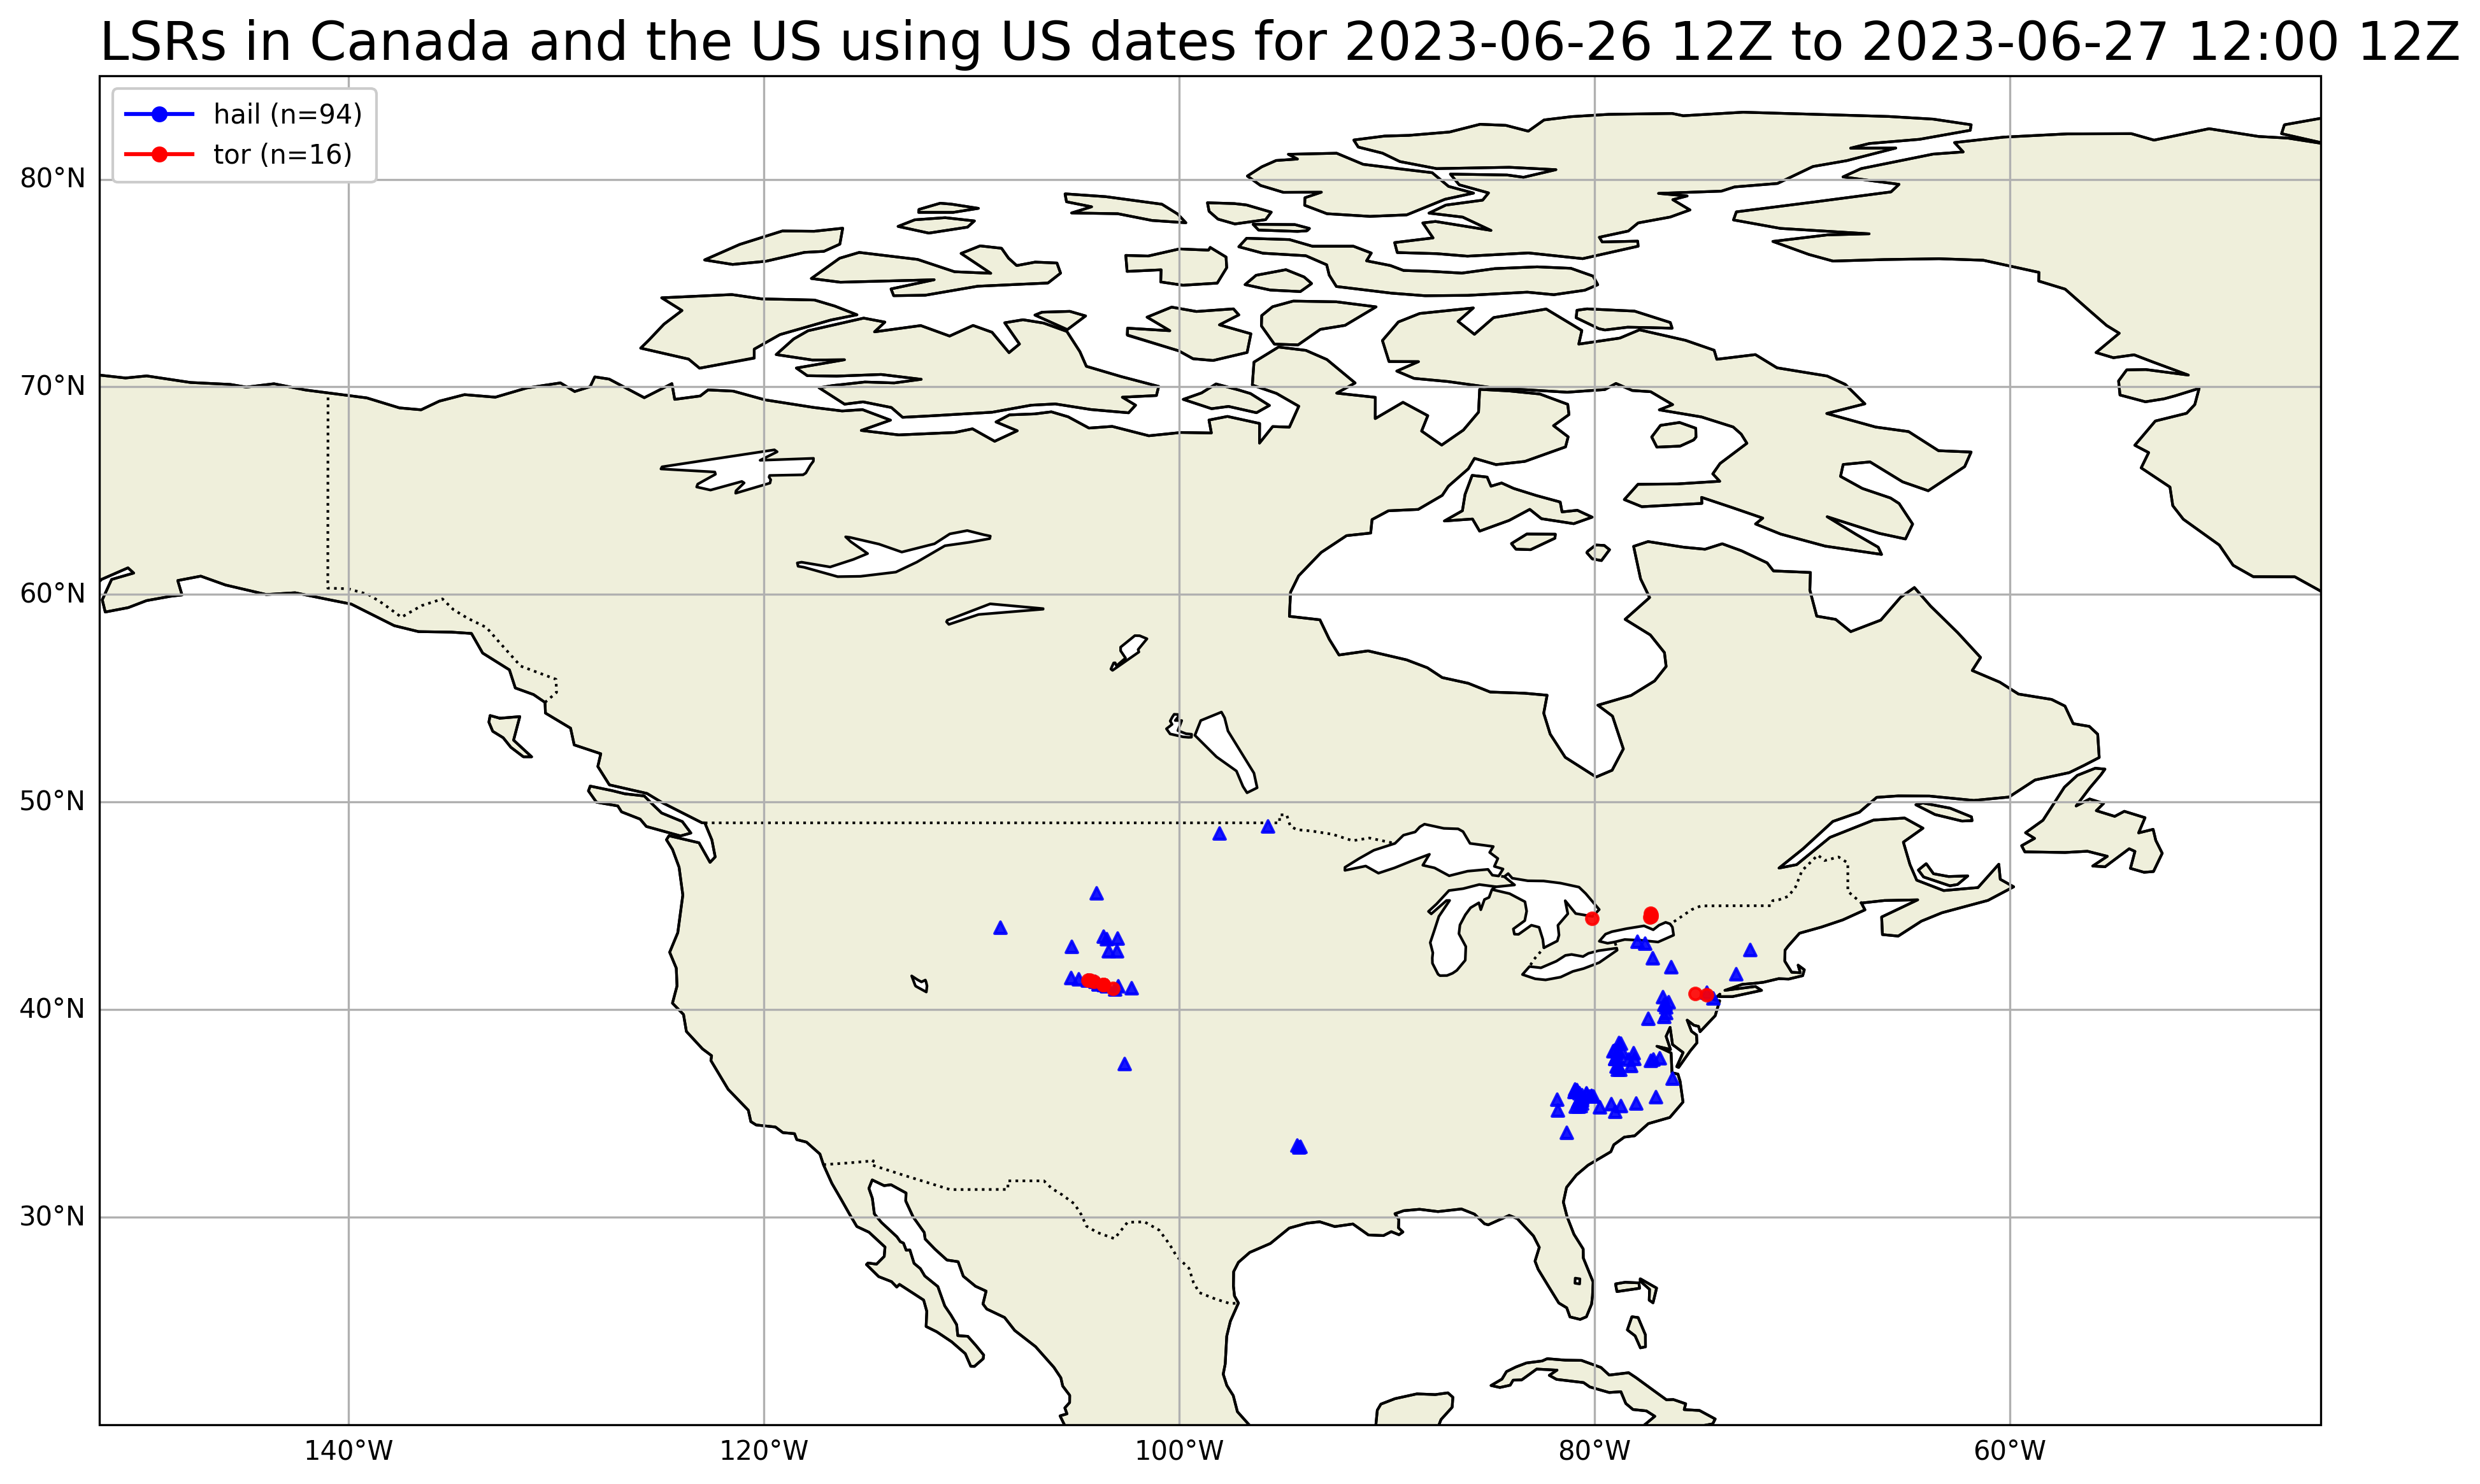 LSRs in Canada and the US using US dates for 2023-06-26 12Z to 2023-06-27 12:00 12Z
hail (n=94)
tor (n=16)
80°N
70°N
60°N
50°N
40°N
30°N
140°W 120°W 100°W 80°W 60°W